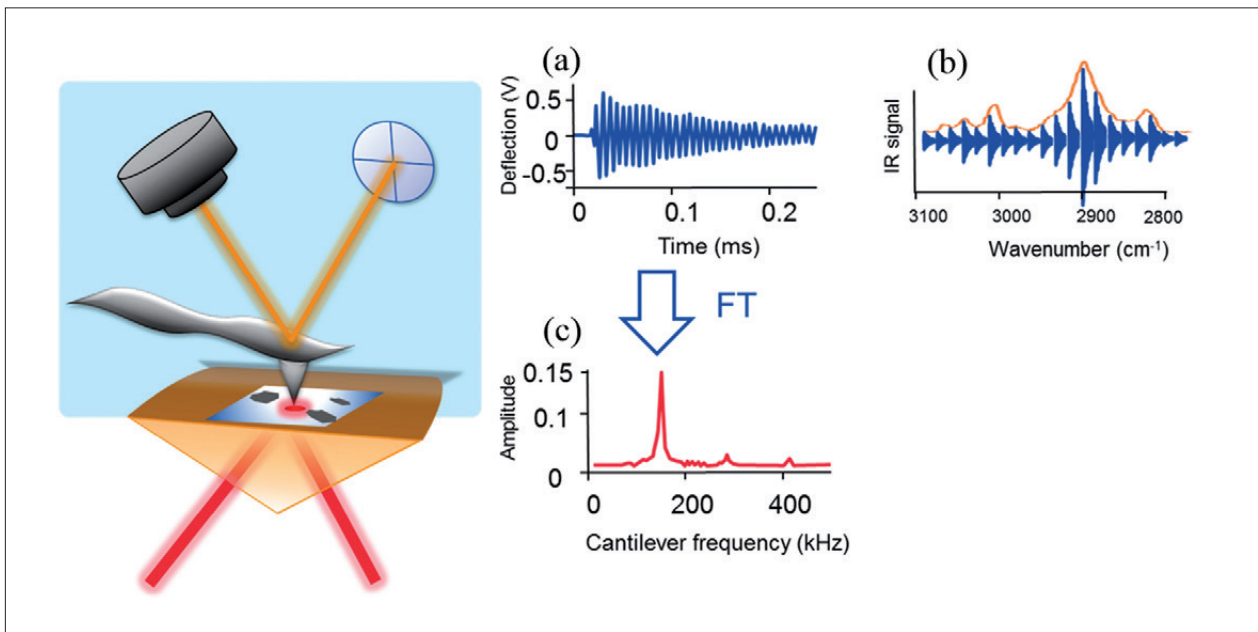 (a)
Deflection (V)
0.5
0
-0.5
0 0.1 0.2
Time (ms)
(b)
IR signal
3100 3000 2900 2800
Wavenumber (cm⁻¹)
FT
(c)
Amplitude
0.15
0.1
0
0 200 400
Cantilever frequency (kHz)